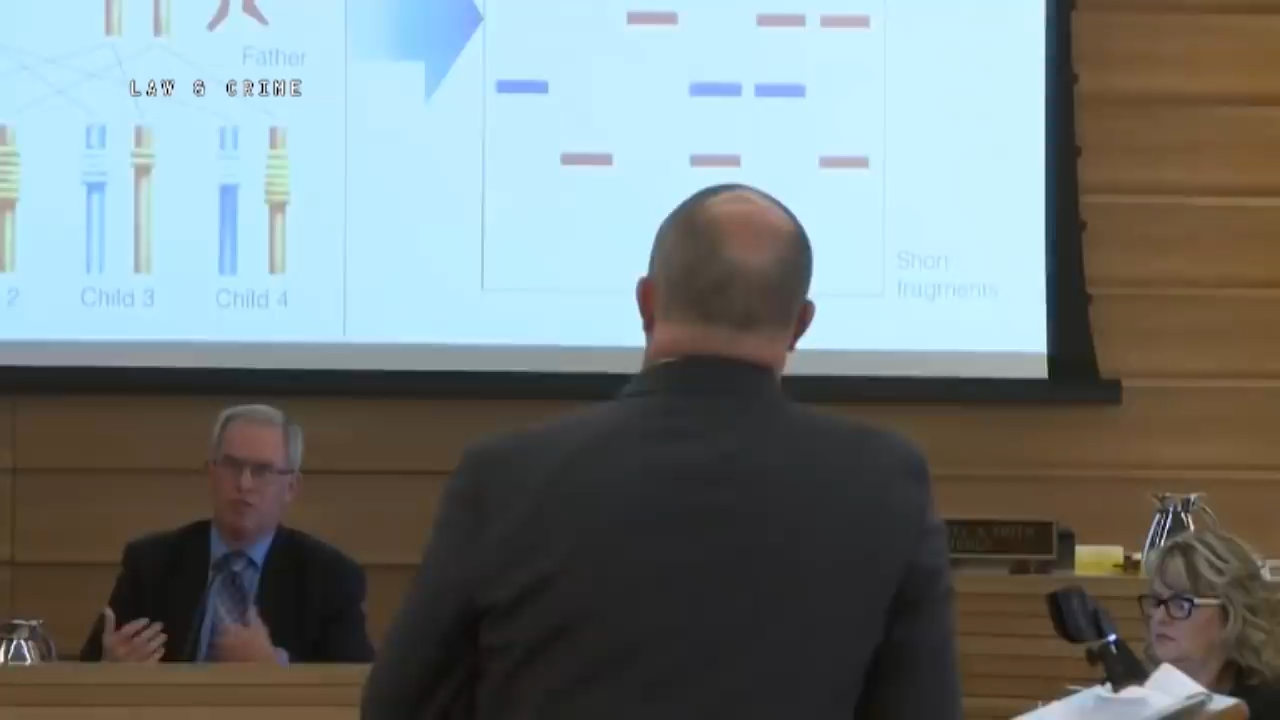 Father
LAW & CRIME
Short
fragments
2
Child 3
Child 4